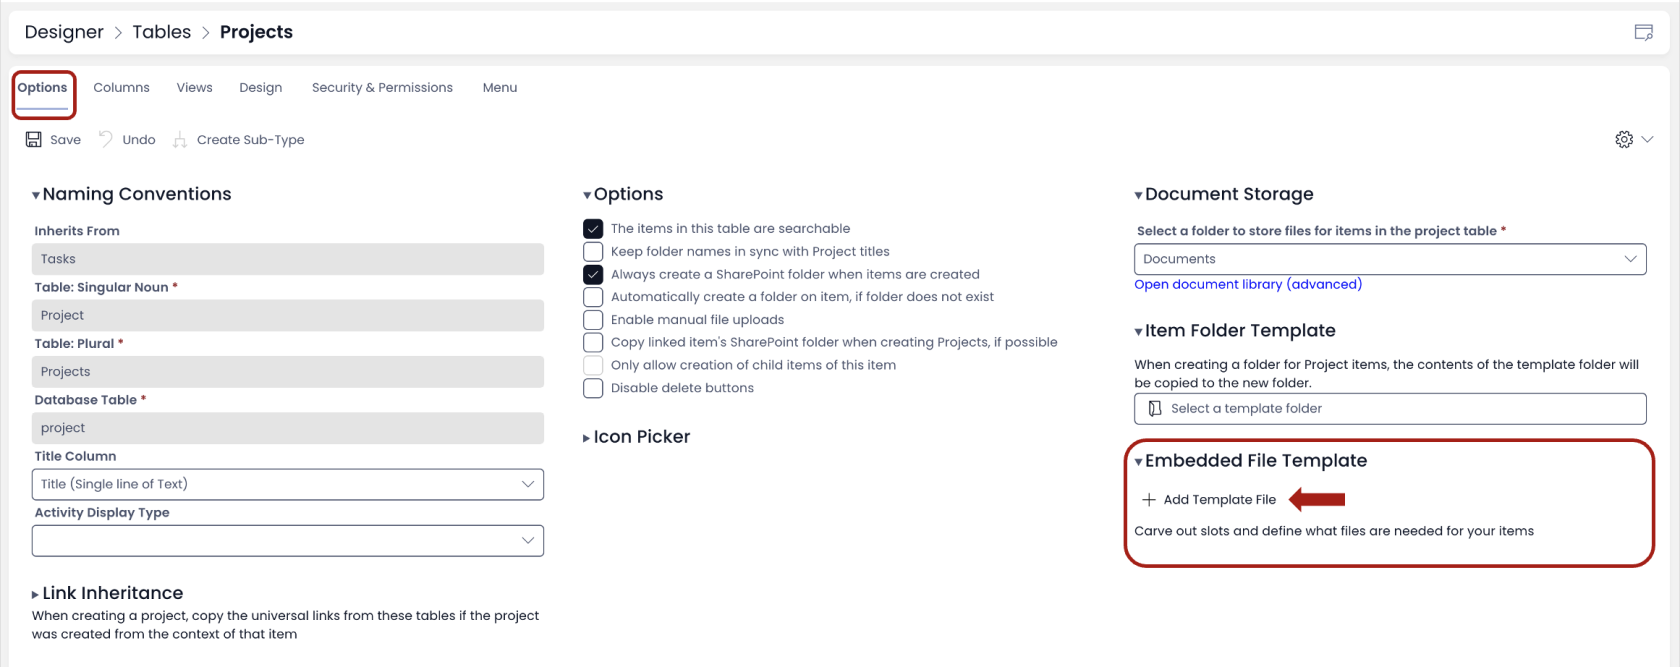 Designer > Tables > Projects
Options Columns Views Design Security & Permissions Menu
Save Undo Create Sub-Type
Naming Conventions
Inherits From
Tasks
Table: Singular Noun *
Project
Table: Plural *
Projects
Database Table *
project
Title Column
Title (Single line of Text)
Activity Display Type
Link Inheritance
When creating a project, copy the universal links from these tables if the project
was created from the context of that item
Options
The items in this table are searchable
Keep folder names in sync with Project titles
Always create a SharePoint folder when items are created
Automatically create a folder on item, if folder does not exist
Enable manual file uploads
Copy linked item's SharePoint folder when creating Projects, if possible
Only allow creation of child items of this item
Disable delete buttons
Icon Picker
Document Storage
Select a folder to store files for items in the project table *
Documents
Open document library (advanced)
Item Folder Template
When creating a folder for Project items, the contents of the template folder will
be copied to the new folder.
Select a template folder
Embedded File Template
+ Add Template File
Carve out slots and define what files are needed for your items